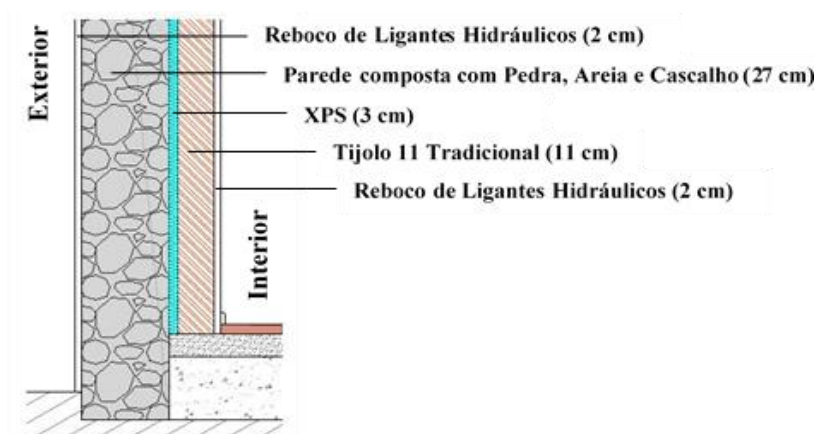 Exterior
Reboco de Ligantes Hidráulicos (2 cm)
Parede composta com Pedra, Areia e Cascalho (27 cm)
XPS (3 cm)
Tijolo 11 Tradicional (11 cm)
Reboco de Ligantes Hidráulicos (2 cm)
Interior